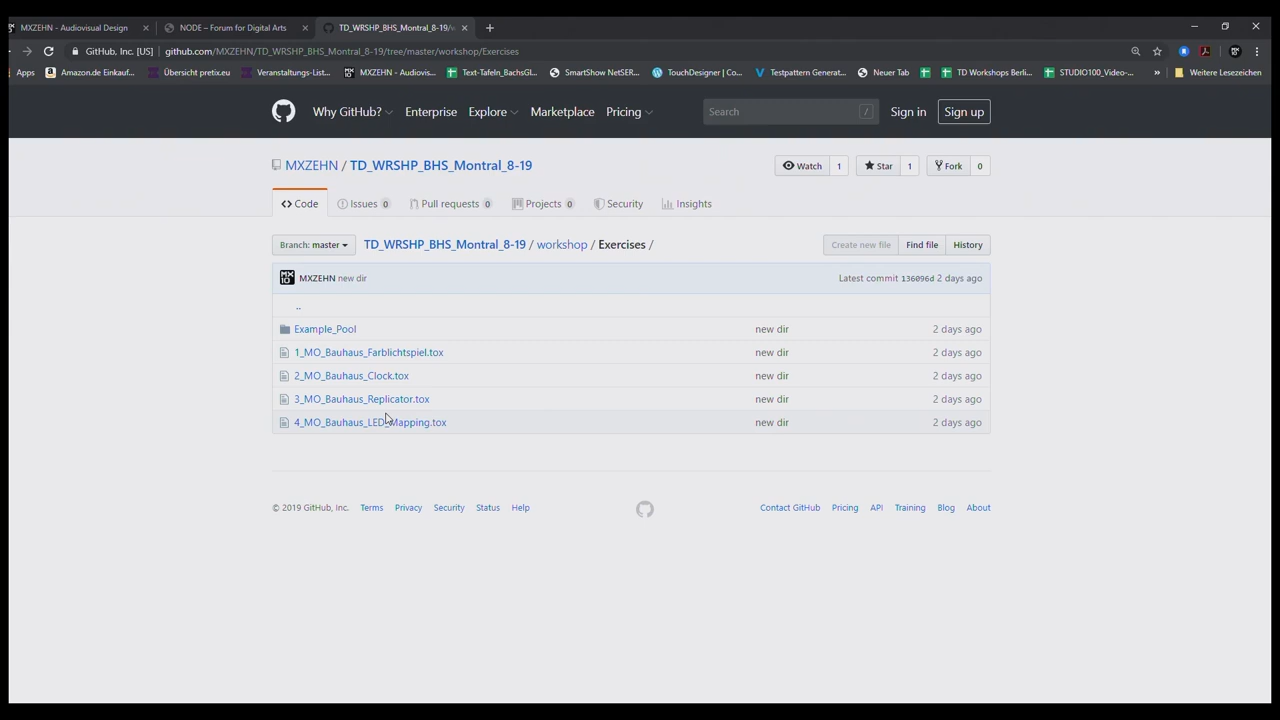 MXZEHN - Audiovisual Design
NODE – Forum for Digital Arts
TD_WRSHP_BHS_Montral_8-19/w
GitHub, Inc. [US] github.com/MXZEHN/TD_WRSHP_BHS_Montral_8-19/tree/master/workshop/Exercises
Apps Amazon.de Einkauf... Übersicht pretix.eu Veranstaltungs-List... MXZEHN - Audiovis... Text-Tafeln_BachsGl... SmartShow NetSER... TouchDesigner | Co... Testpattern Generat... Neuer Tab TD Workshops Berli... STUDIO100_Video-... » Weitere Lesezeichen
Why GitHub? Enterprise Explore Marketplace Pricing Search / Sign in Sign up
MXZEHN / TD_WRSHP_BHS_Montral_8-19 Watch 1 Star 1 Fork 0
Code Issues 0 Pull requests 0 Projects 0 Security Insights
Branch: master TD_WRSHP_BHS_Montral_8-19 / workshop / Exercises / Create new file Find file History
MX10 MXZEHN new dir Latest commit 136096d 2 days ago
..
Example_Pool new dir 2 days ago
1_MO_Bauhaus_Farblichtspiel.tox new dir 2 days ago
2_MO_Bauhaus_Clock.tox new dir 2 days ago
3_MO_Bauhaus_Replicator.tox new dir 2 days ago
4_MO_Bauhaus_LED_Mapping.tox new dir 2 days ago
© 2019 GitHub, Inc. Terms Privacy Security Status Help Contact GitHub Pricing API Training Blog About